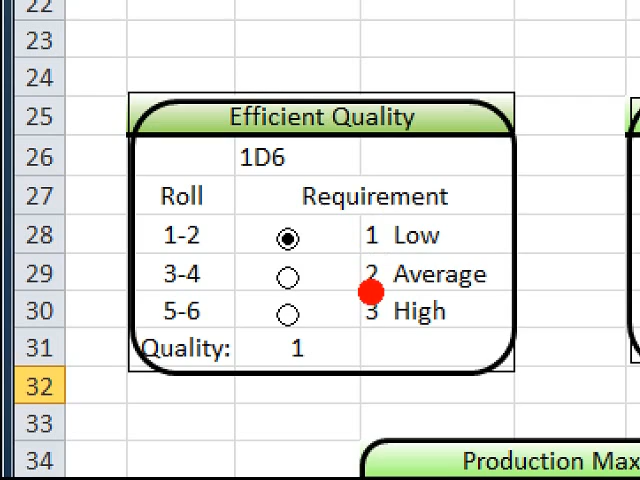 22
23
24
25 Efficient Quality
26 1D6
27 Roll Requirement
28 1-2 1 Low
29 3-4 2 Average
30 5-6 3 High
31 Quality: 1
32
33
34 Production Max